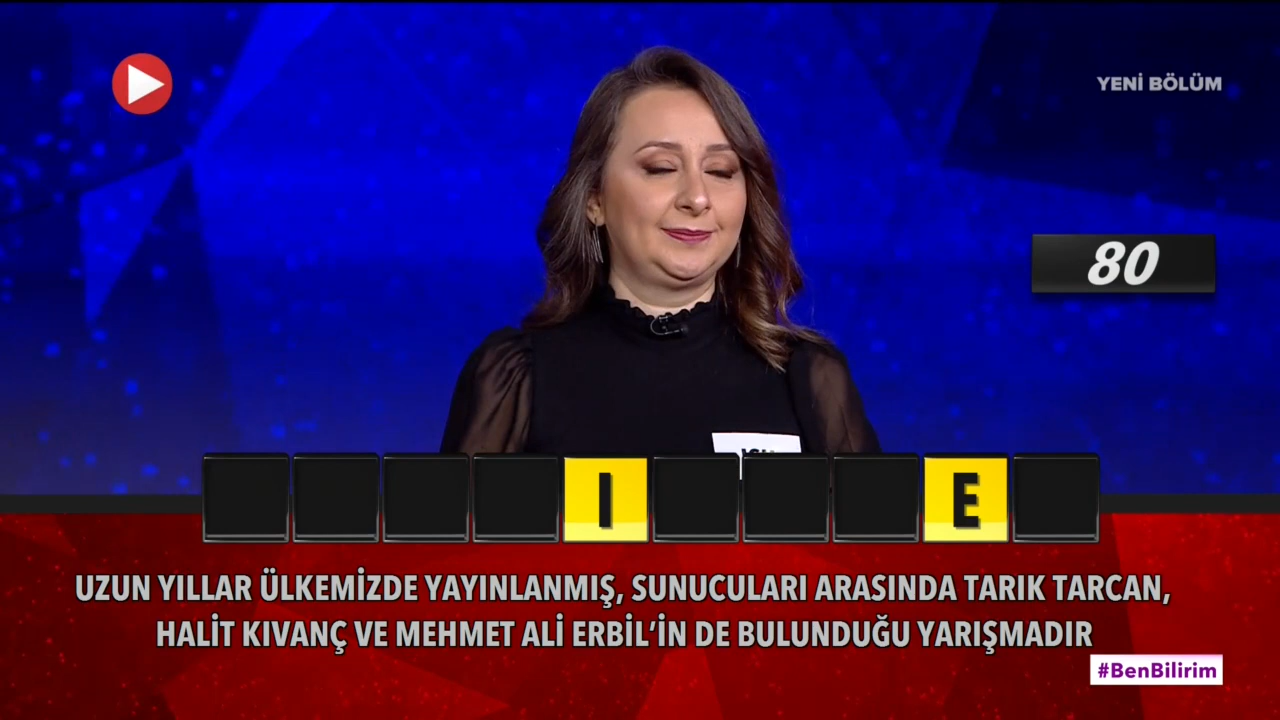 YENİ BÖLÜM
80
I E
UZUN YILLAR ÜLKEMİZDE YAYINLANMIŞ, SUNUCULARI ARASINDA TARIK TARCAN,
HALİT KIVANÇ VE MEHMET ALİ ERBİL'İN DE BULUNDUĞU YARIŞMADIR
#BenBilirim